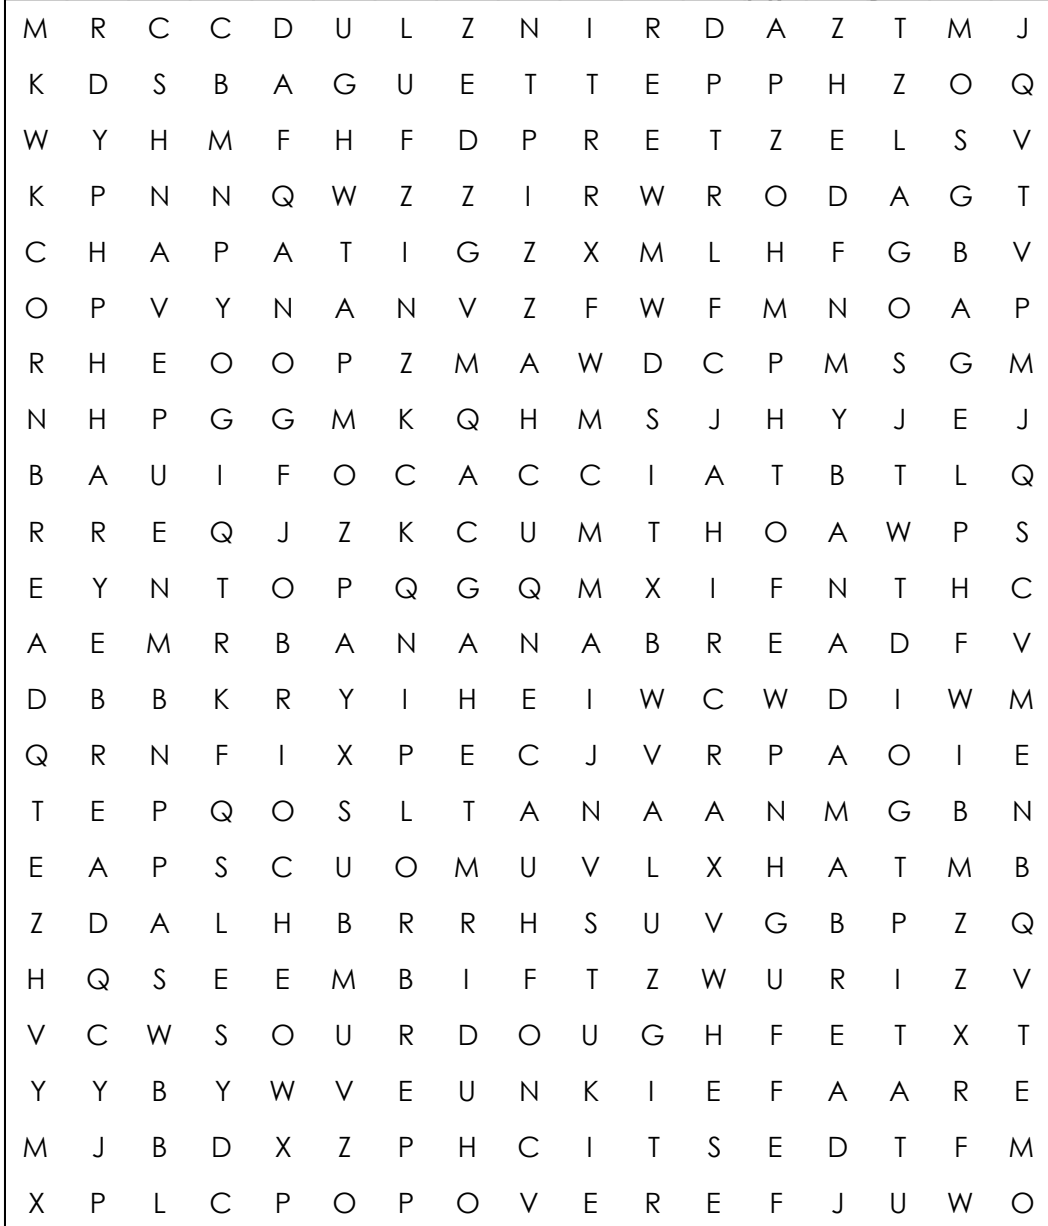 M R C C D U L Z N I R D A Z T M J
K D S B A G U E T T E P P H Z O Q
W Y H M F H F D P R E T Z E L S V
K P N N Q W Z Z I R W R O D A G T
C H A P A T I G Z X M L H F G B V
O P V Y N A N V Z F W F M N O A P
R H E O O P Z M A W D C P M S G M
N H P G G M K Q H M S J H Y J E J
B A U I F O C A C C I A T B T L Q
R R E Q J Z K C U M T H O A W P S
E Y N T O P Q G Q M X I F N T H C
A E M R B A N A N A B R E A D F V
D B B K R Y I H E I W C W D I W M
Q R N F I X P E C J V R P A O I E
T E P Q O S L T A N A A N M G B N
E A P S C U O M U V L X H A T M B
Z D A L H B R R H S U V G B P Z Q
H Q S E E M B I F T Z W U R I Z V
V C W S O U R D O U G H F E T X T
Y Y B Y W V E U N K I E F A A R E
M J B D X Z P H C I T S E D T F M
X P L C P O P O V E R E F J U W O